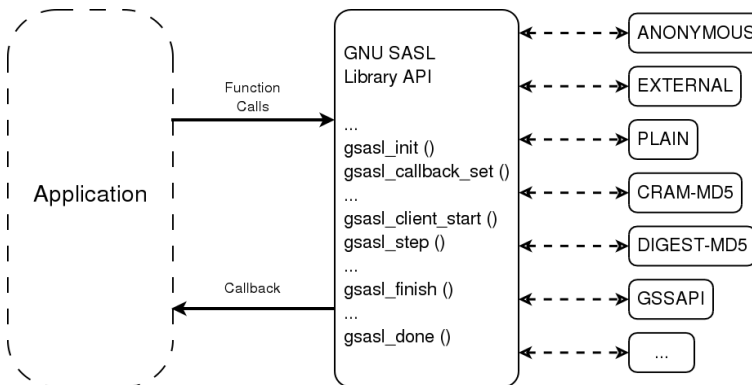 Application
Function
Calls
Callback
GNU SASL
Library API
...
gsasl_init ()
gsasl_callback_set ()
...
gsasl_client_start ()
gsasl_step ()
...
gsasl_finish ()
...
gsasl_done ()
ANONYMOUS
EXTERNAL
PLAIN
CRAM-MD5
DIGEST-MD5
GSSAPI
...